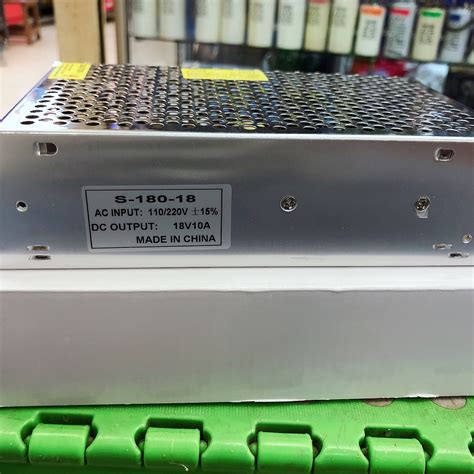 S-180-18
AC INPUT: 110/220V ±15%
DC OUTPUT: 18V10A
MADE IN CHINA